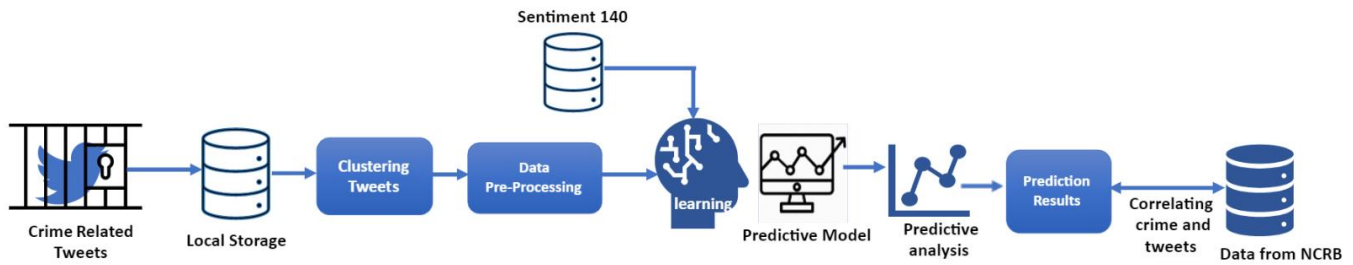 Sentiment 140
Crime Related
Tweets
Local Storage
Clustering
Tweets
Data
Pre-Processing
learning
Predictive Model
Predictive
analysis
Prediction
Results
Correlating
crime and
tweets
Data from NCRB